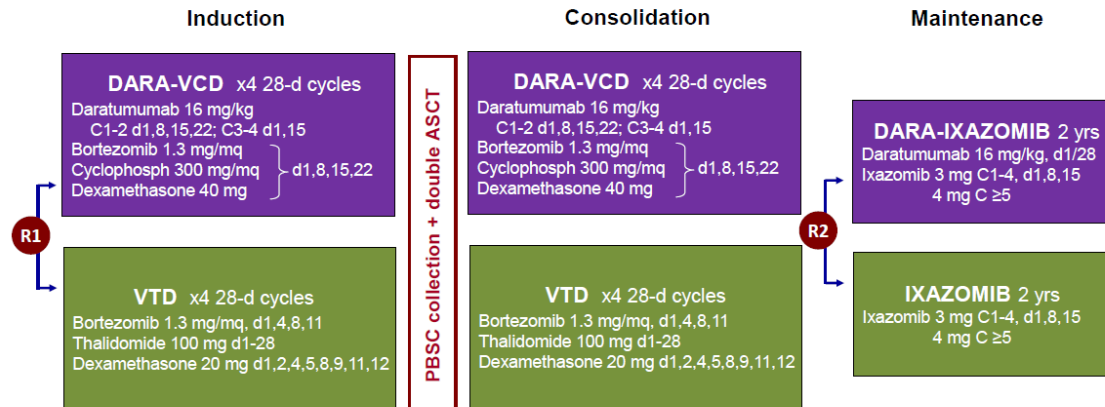 Induction
Consolidation
Maintenance
R1
DARA-VCD x4 28-d cycles
Daratumumab 16 mg/kg
C1-2 d1,8,15,22; C3-4 d1,15
Bortezomib 1.3 mg/mq
Cyclophosph 300 mg/mq
Dexamethasone 40 mg
d1,8,15,22
VTD x4 28-d cycles
Bortezomib 1.3 mg/mq, d1,4,8,11
Thalidomide 100 mg d1-28
Dexamethasone 20 mg d1,2,4,5,8,9,11,12
PBSC collection + double ASCT
DARA-VCD x4 28-d cycles
Daratumumab 16 mg/kg
C1-2 d1,8,15,22; C3-4 d1,15
Bortezomib 1.3 mg/mq
Cyclophosph 300 mg/mq
Dexamethasone 40 mg
d1,8,15,22
VTD x4 28-d cycles
Bortezomib 1.3 mg/mq, d1,4,8,11
Thalidomide 100 mg d1-28
Dexamethasone 20 mg d1,2,4,5,8,9,11,12
R2
DARA-IXAZOMIB 2 yrs
Daratumumab 16 mg/kg, d1/28
Ixazomib 3 mg C1-4, d1,8,15
4 mg C ≥5
IXAZOMIB 2 yrs
Ixazomib 3 mg C1-4, d1,8,15
4 mg C ≥5